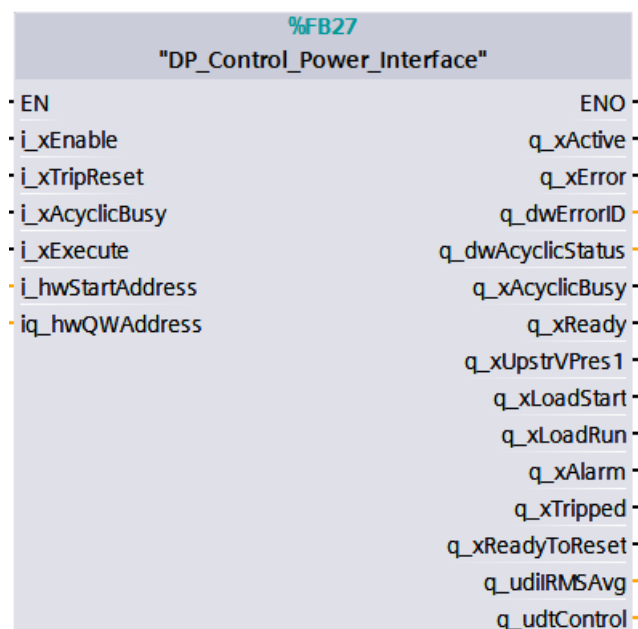 %FB27
"DP_Control_Power_Interface"
EN ENO
i_xEnable q_xActive
i_xTripReset q_xError
i_xAcyclicBusy q_dwErrorID
i_xExecute q_dwAcyclicStatus
i_hwStartAddress q_xAcyclicBusy
iq_hwQWAddress q_xReady
q_xUpstrVPres1
q_xLoadStart
q_xLoadRun
q_xAlarm
q_xTripped
q_xReadyToReset
q_udiIRMSAvg
q_udtControl